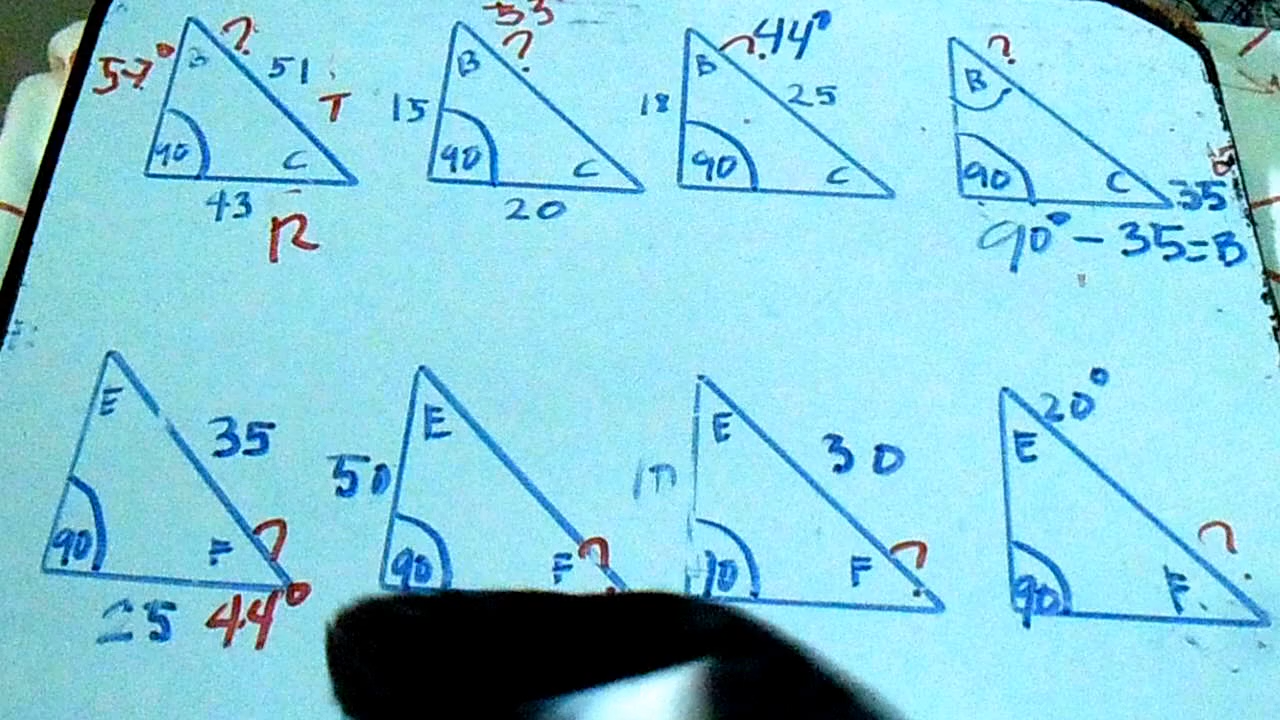 57° B ? 51 T
90 C
43 R
53 ?
B
15
90 C
20
? 44°
B 25
18
90 C
?
B
90 C 35°
90° - 35 = B
E 35
90 F ?
25 44°
E
50
90 F ?
E 30
F ?
20°
E
?
90 F